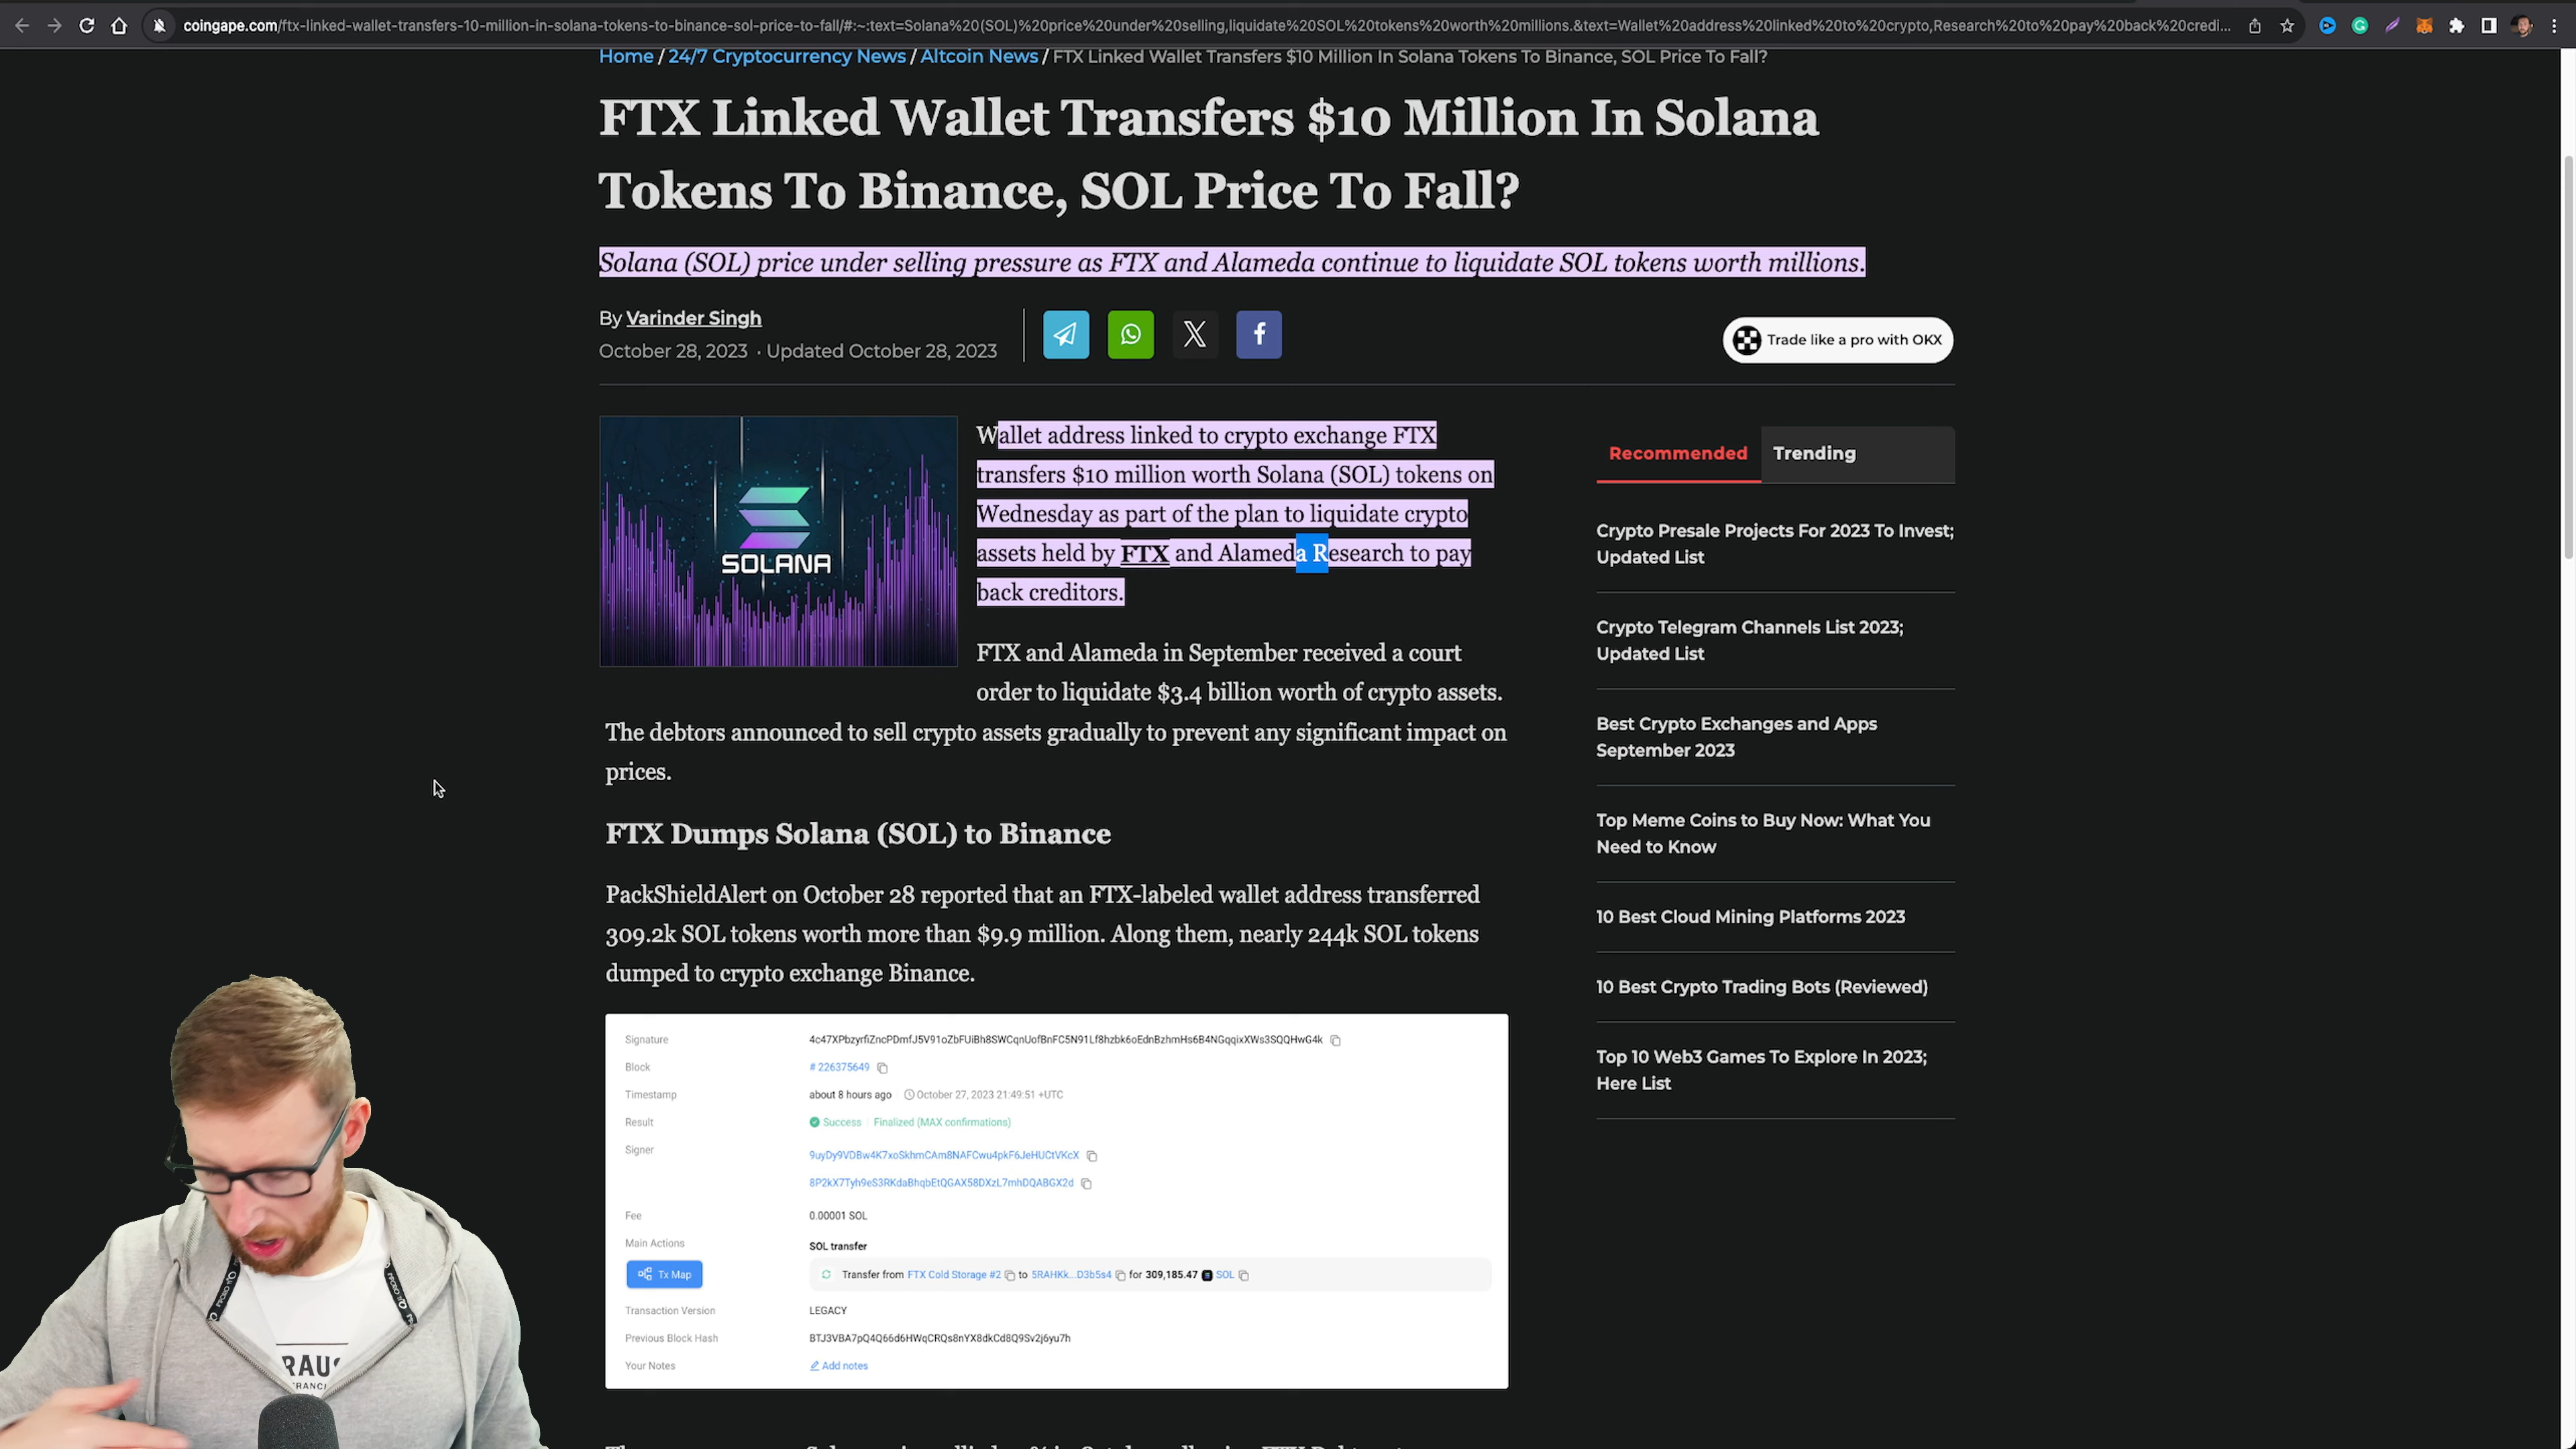 coingape.com/ftx-linked-wallet-transfers-10-million-in-solana-tokens-to-binance-sol-price-to-fall/#:~:text=Solana%20(SOL)%20price%20under%20selling,liquidate%20SOL%20tokens%20worth%20millions.&text=Wallet%20address%20linked%20to%20crypto,Research%20to%20pay%20back%20credi...
Home / 24/7 Cryptocurrency News / Altcoin News / FTX Linked Wallet Transfers $10 Million In Solana Tokens To Binance, SOL Price To Fall?
FTX Linked Wallet Transfers $10 Million In Solana
Tokens To Binance, SOL Price To Fall?
Solana (SOL) price under selling pressure as FTX and Alameda continue to liquidate SOL tokens worth millions.
By Varinder Singh
October 28, 2023 · Updated October 28, 2023
Trade like a pro with OKX
SOLANA
Wallet address linked to crypto exchange FTX
transfers $10 million worth Solana (SOL) tokens on
Wednesday as part of the plan to liquidate crypto
assets held by FTX and Alameda Research to pay
back creditors.
FTX and Alameda in September received a court
order to liquidate $3.4 billion worth of crypto assets.
The debtors announced to sell crypto assets gradually to prevent any significant impact on
prices.
FTX Dumps Solana (SOL) to Binance
PackShieldAlert on October 28 reported that an FTX-labeled wallet address transferred
309.2k SOL tokens worth more than $9.9 million. Along them, nearly 244k SOL tokens
dumped to crypto exchange Binance.
Signature 4c47XPbzyrfiZncPDmfJ5V91oZbFUiBh8SWCqnUofBnFC5N91Lf8hzbk6oEdnBzhmHs6B4NGqqixXWs3SQQHwG4k
Block # 226375649
Timestamp about 8 hours ago October 27, 2023 21:49:51 +UTC
Result Success Finalized (MAX confirmations)
Signer 9uyDy9VDBw4K7xoSkhmCAm8NAFCwu4pkF6JeHUCtVKcX
8P2kX7Tyh9eS3RKdaBhqbEtQGAX58DXzL7mhDQABGX2d
Fee 0.00001 SOL
Main Actions SOL transfer
Tx Map Transfer from FTX Cold Storage #2 to 5RAHKk...D3b5s4 for 309,185.47 SOL
Transaction Version LEGACY
Previous Block Hash BTJ3VBA7pQ4Q66d6HWqCRQs8nYX8dkCd8Q9Sv2j6yu7h
Your Notes Add notes
Recommended Trending
Crypto Presale Projects For 2023 To Invest;
Updated List
Crypto Telegram Channels List 2023;
Updated List
Best Crypto Exchanges and Apps
September 2023
Top Meme Coins to Buy Now: What You
Need to Know
10 Best Cloud Mining Platforms 2023
10 Best Crypto Trading Bots (Reviewed)
Top 10 Web3 Games To Explore In 2023;
Here List